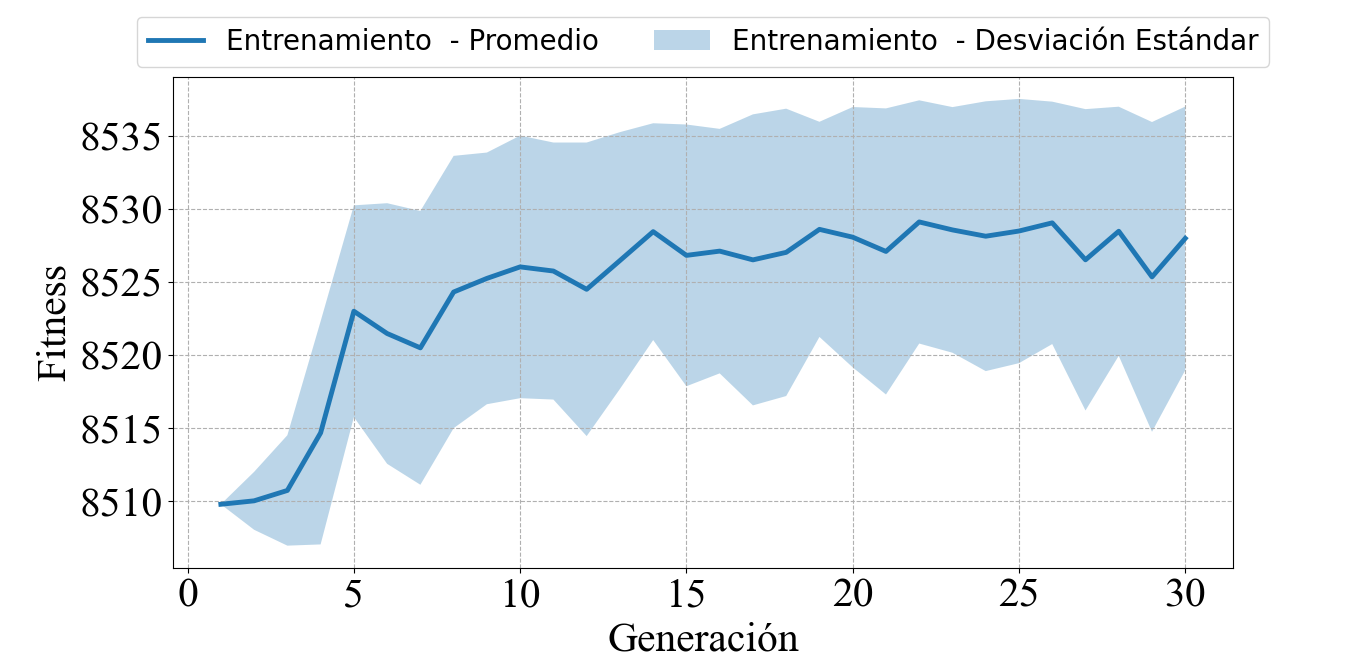 Entrenamiento  - Promedio
Entrenamiento  - Desviación Estándar
Fitness
8535
8530
8525
8520
8515
8510
0 5 10 15 20 25 30
Generación